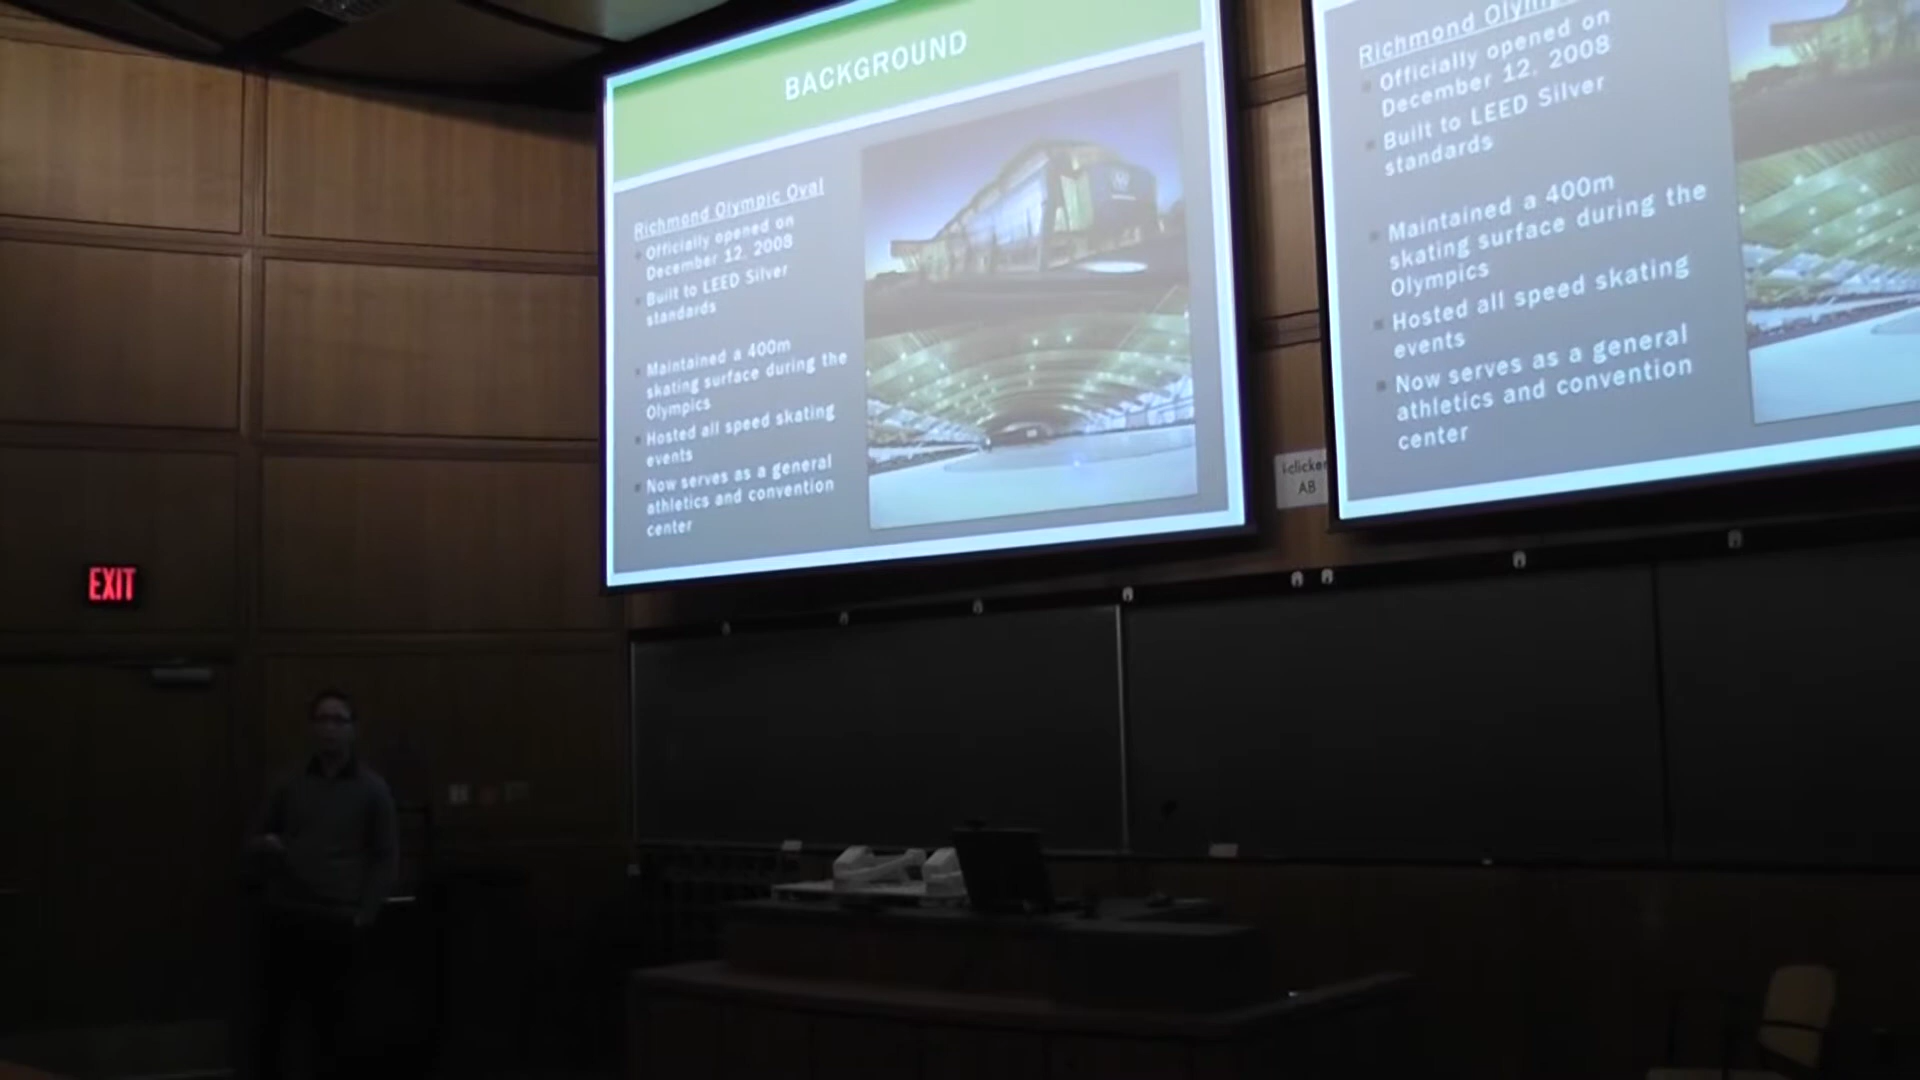 BACKGROUND
Richmond Olympic Oval
Officially opened on
December 12, 2008
Built to LEED Silver
standards
Maintained a 400m
skating surface during the
Olympics
Hosted all speed skating
events
Now serves as a general
athletics and convention
center
Richmond
Officially opened on
December 12, 2008
Built to LEED Silver
standards
Maintained a 400m
skating surface during the
Olympics
Hosted all speed skating
events
Now serves as a general
athletics and convention
center
i-clicker
AB
EXIT